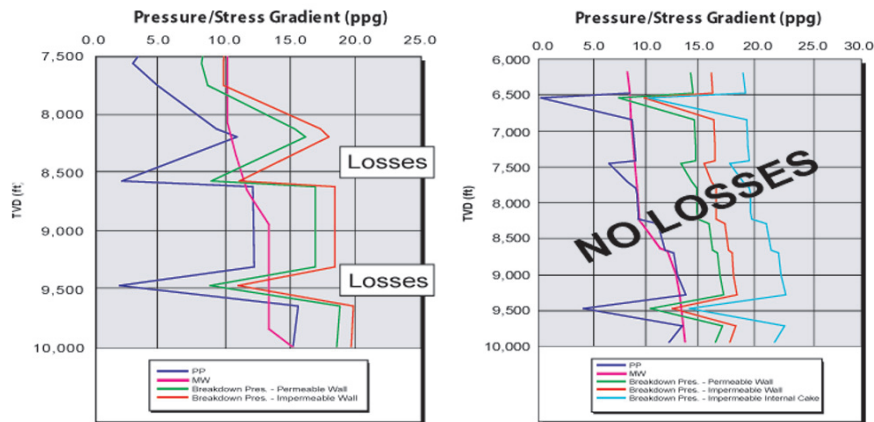 Pressure/Stress Gradient (ppg)
0.0 5.0 10.0 15.0 20.0 25.0
7,500
8,000
8,500
9,000
9,500
10,000
TVD (ft)
Losses
Losses
PP
MW
Breakdown Pres. - Permeable Wall
Breakdown Pres. - Impermeable Wall
Pressure/Stress Gradient (ppg)
0.0 5.0 10.0 15.0 20.0 25.0 30.0
6,000
6,500
7,000
7,500
8,000
8,500
9,000
9,500
10,000
TVD (ft)
NO LOSSES
PP
MW
Breakdown Pres. - Permeable Wall
Breakdown Pres. - Impermeable Wall
Breakdown Pres. - Impermeable Internal Cake